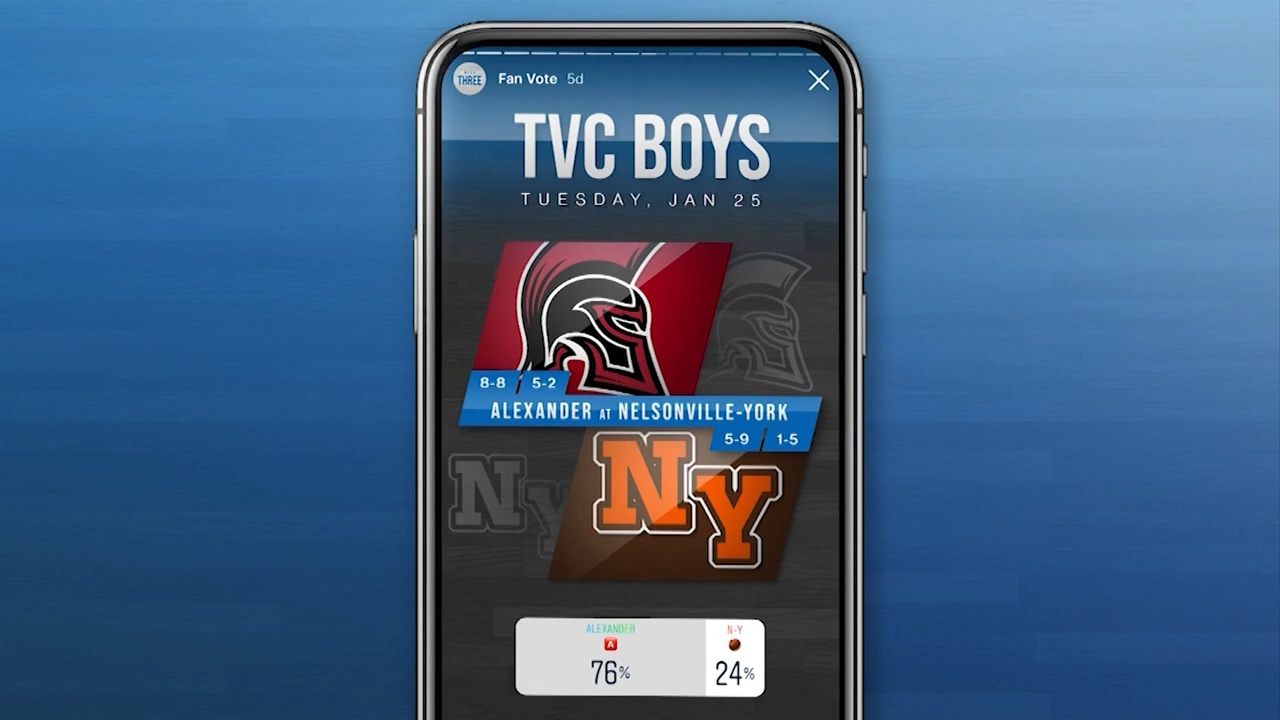 THREE Fan Vote 5d
TVC BOYS
TUESDAY, JAN 25
8-8 5-2
ALEXANDER AT NELSONVILLE-YORK
5-9 1-5
N Y
N Y
ALEXANDER N-Y
A
76% 24%